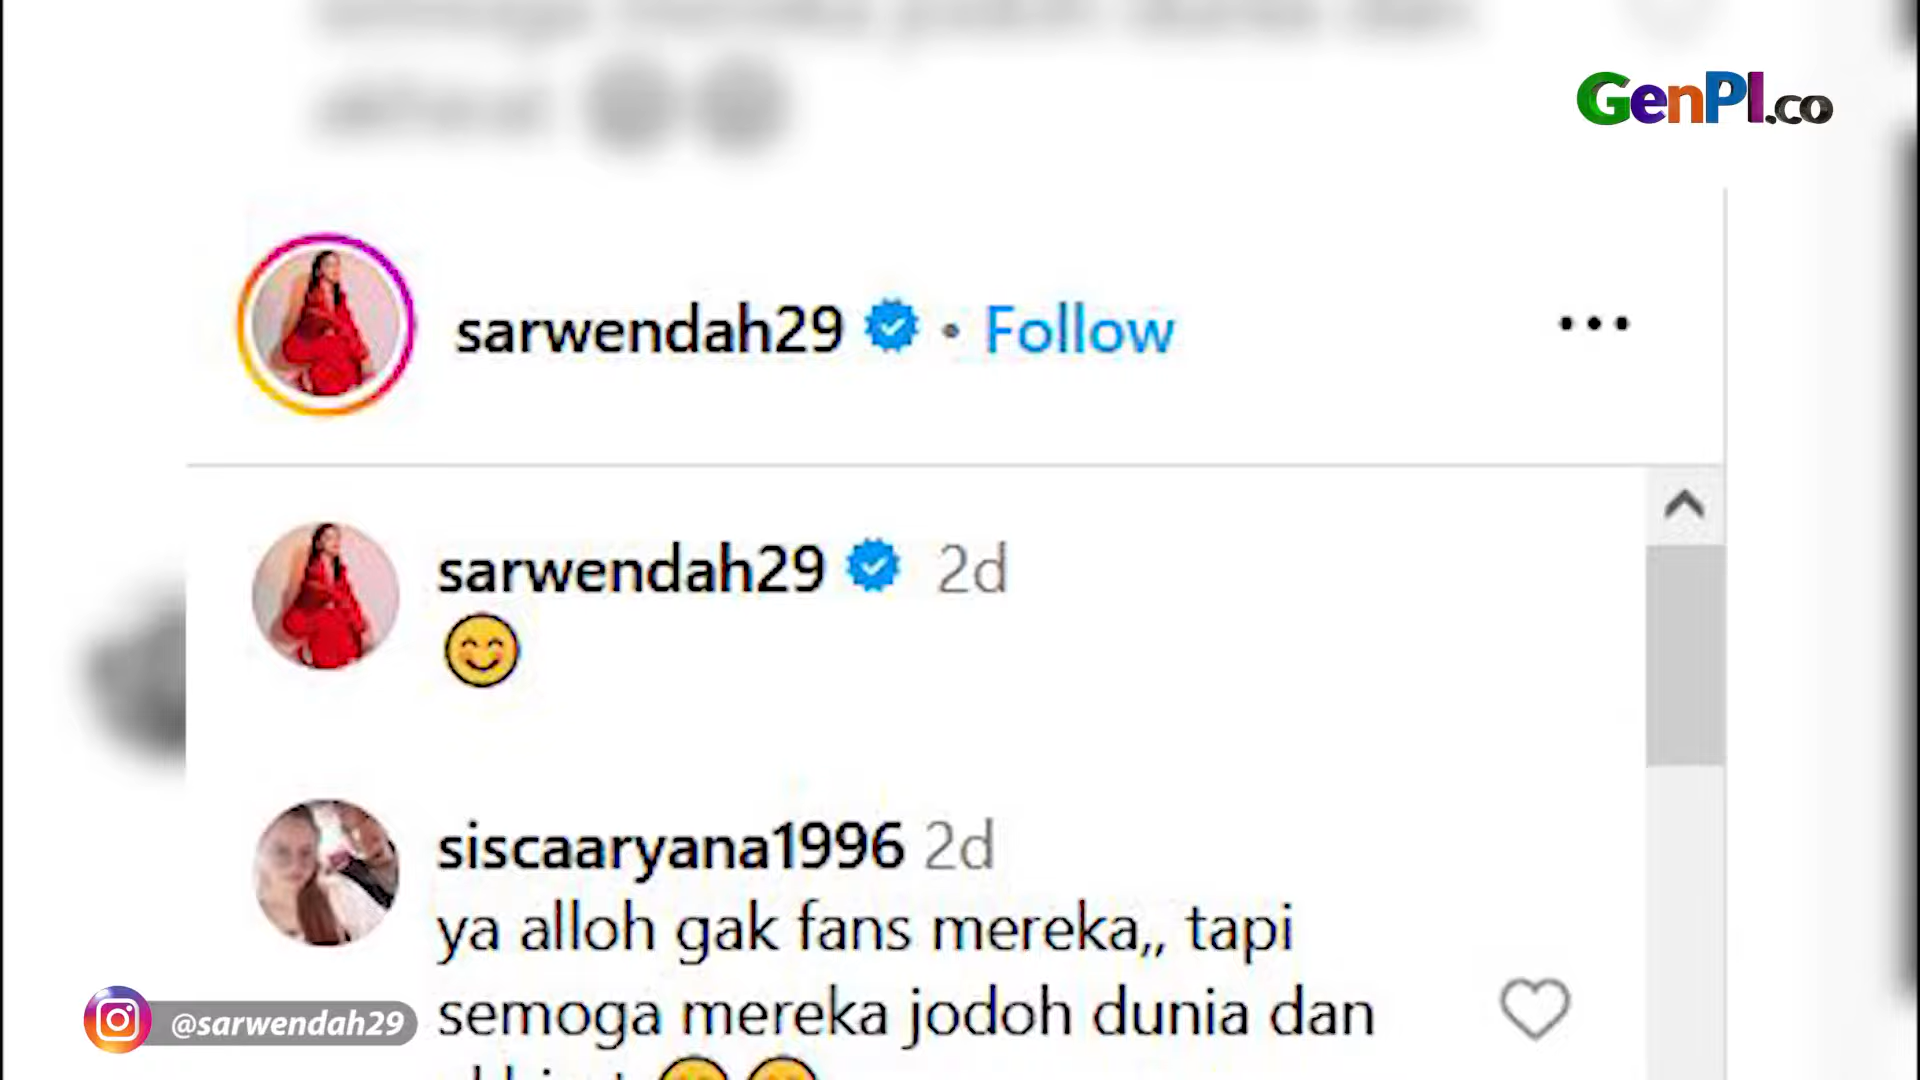 GenPI.co
sarwendah29 • Follow
sarwendah29 2d
siscaaryana1996 2d
ya alloh gak fans mereka,, tapi
semoga mereka jodoh dunia dan
@sarwendah29